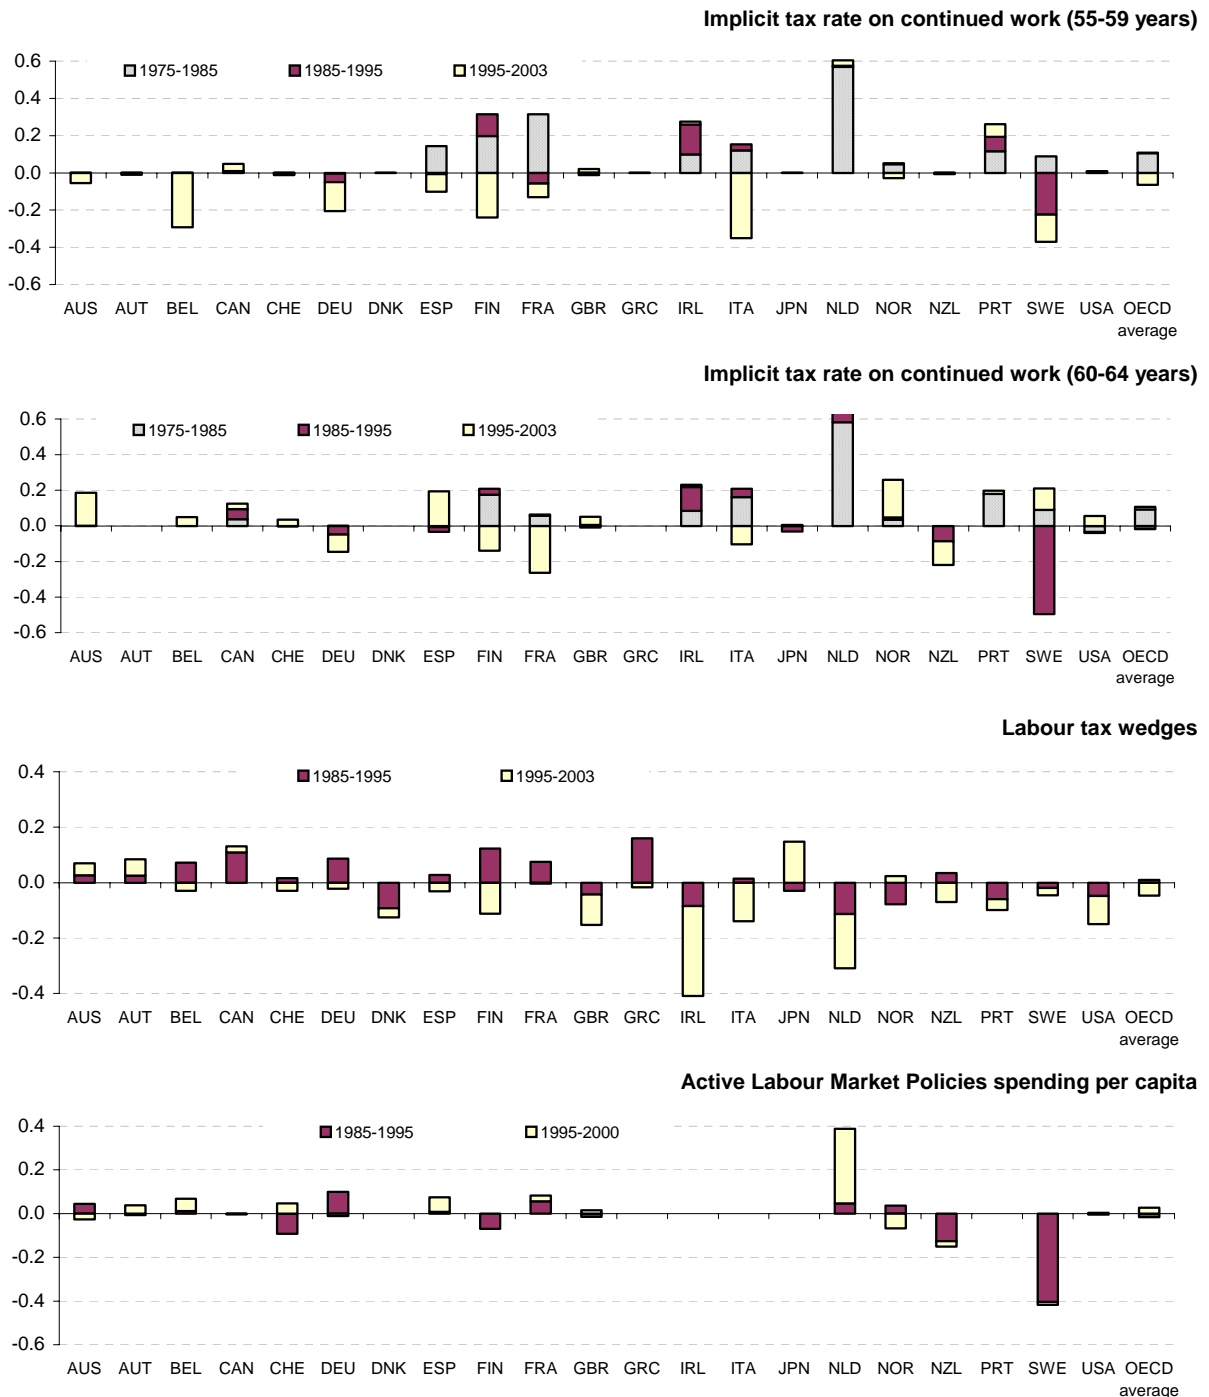 Implicit tax rate on continued work (55-59 years)
1975-1985 1985-1995 1995-2003
0.6
0.4
0.2
0.0
-0.2
-0.4
-0.6
AUS AUT BEL CAN CHE DEU DNK ESP FIN FRA GBR GRC IRL ITA JPN NLD NOR NZL PRT SWE USA OECD
average
Implicit tax rate on continued work (60-64 years)
0.6
1975-1985 1985-1995 1995-2003
0.4
0.2
0.0
-0.2
-0.4
-0.6
AUS AUT BEL CAN CHE DEU DNK ESP FIN FRA GBR GRC IRL ITA JPN NLD NOR NZL PRT SWE USA OECD
average
Labour tax wedges
0.4
1985-1995 1995-2003
0.2
0.0
-0.2
-0.4
AUS AUT BEL CAN CHE DEU DNK ESP FIN FRA GBR GRC IRL ITA JPN NLD NOR NZL PRT SWE USA OECD
average
Active Labour Market Policies spending per capita
0.4
1985-1995 1995-2000
0.2
0.0
-0.2
-0.4
-0.6
AUS AUT BEL CAN CHE DEU DNK ESP FIN FRA GBR GRC IRL ITA JPN NLD NOR NZL PRT SWE USA OECD
average